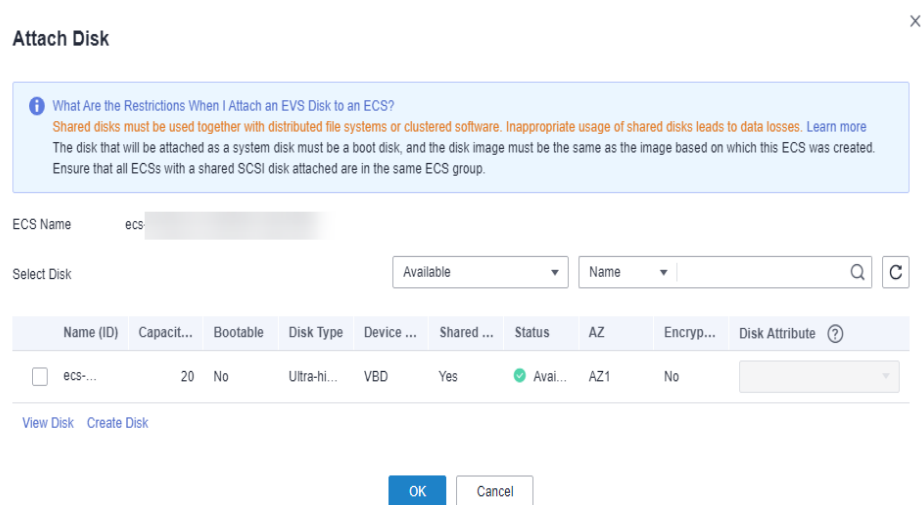 Attach Disk
What Are the Restrictions When I Attach an EVS Disk to an ECS?
Shared disks must be used together with distributed file systems or clustered software. Inappropriate usage of shared disks leads to data losses. Learn more
The disk that will be attached as a system disk must be a boot disk, and the disk image must be the same as the image based on which this ECS was created.
Ensure that all ECSs with a shared SCSI disk attached are in the same ECS group.
ECS Name ecs-
Select Disk Available Name
Name (ID) Capacit... Bootable Disk Type Device ... Shared ... Status AZ Encryp... Disk Attribute ?
ecs-... 20 No Ultra-hi... VBD Yes Avai... AZ1 No
View Disk Create Disk
OK Cancel